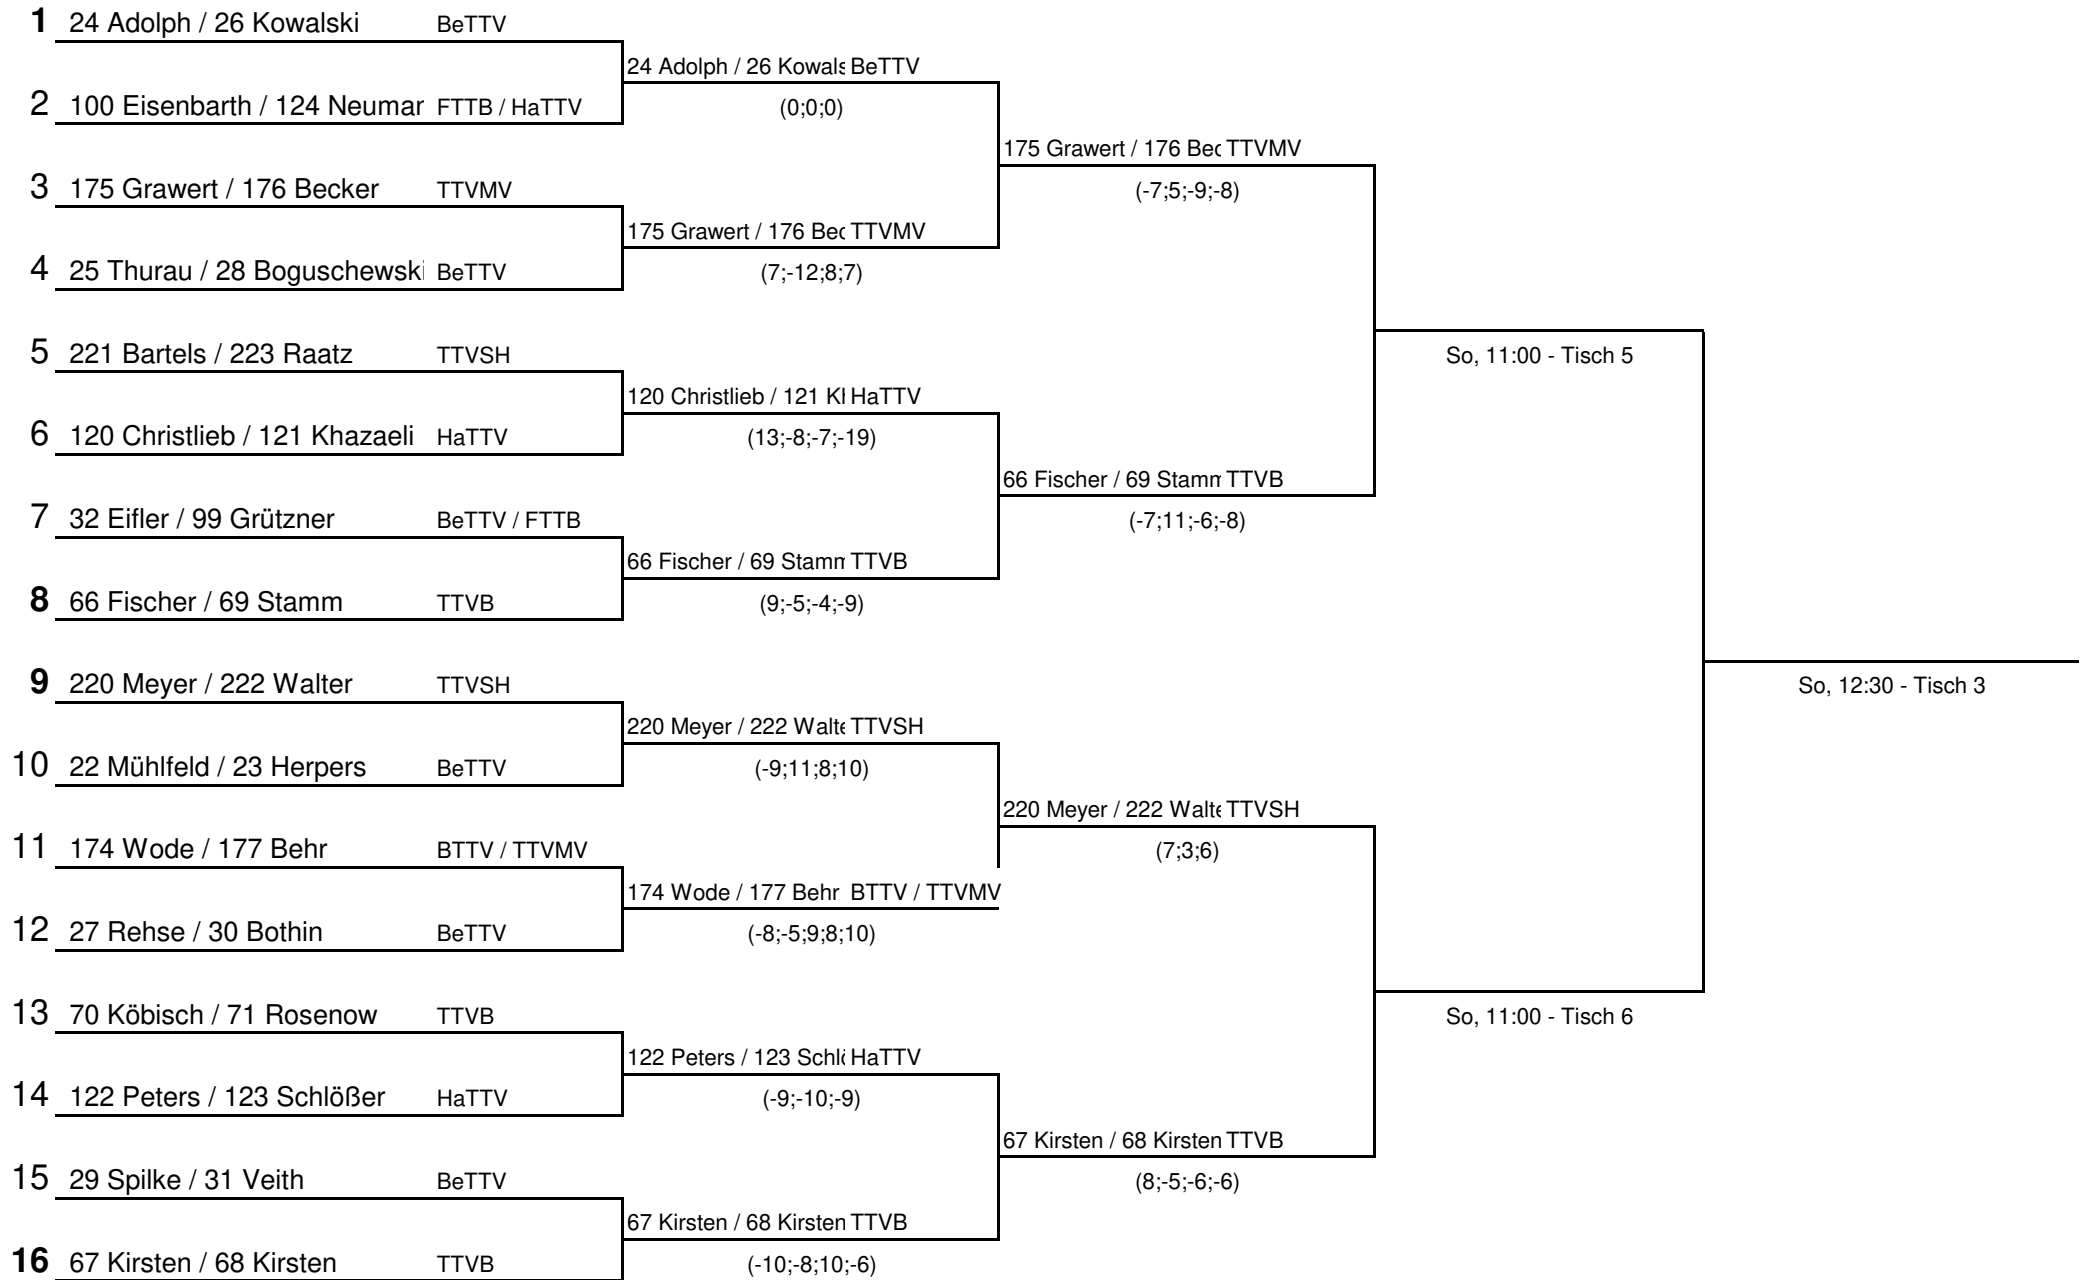 1 24 Adolph / 26 Kowalski BeTTV
24 Adolph / 26 Kowals BeTTV
2 100 Eisenbarth / 124 Neumar FTTB / HaTTV
(0;0;0)
175 Grawert / 176 Bec TTVMV
3 175 Grawert / 176 Becker TTVMV
(-7;5;-9;-8)
175 Grawert / 176 Bec TTVMV
4 25 Thurau / 28 Boguschewski BeTTV
(7;-12;8;7)
5 221 Bartels / 223 Raatz TTVSH
So, 11:00 - Tisch 5
120 Christlieb / 121 Kh HaTTV
6 120 Christlieb / 121 Khazaeli HaTTV
(13;-8;-7;-19)
66 Fischer / 69 Stamm TTVB
7 32 Eifler / 99 Grützner BeTTV / FTTB
(-7;11;-6;-8)
66 Fischer / 69 Stamm TTVB
8 66 Fischer / 69 Stamm TTVB
(9;-5;-4;-9)
9 220 Meyer / 222 Walter TTVSH
So, 12:30 - Tisch 3
220 Meyer / 222 Walte TTVSH
10 22 Mühlfeld / 23 Herpers BeTTV
(-9;11;8;10)
220 Meyer / 222 Walte TTVSH
11 174 Wode / 177 Behr BTTV / TTVMV
(7;3;6)
174 Wode / 177 Behr BTTV / TTVMV
12 27 Rehse / 30 Bothin BeTTV
(-8;-5;9;8;10)
13 70 Köbisch / 71 Rosenow TTVB
So, 11:00 - Tisch 6
122 Peters / 123 Schlö HaTTV
14 122 Peters / 123 Schlößer HaTTV
(-9;-10;-9)
67 Kirsten / 68 Kirsten TTVB
15 29 Spilke / 31 Veith BeTTV
(8;-5;-6;-6)
67 Kirsten / 68 Kirsten TTVB
16 67 Kirsten / 68 Kirsten TTVB
(-10;-8;10;-6)